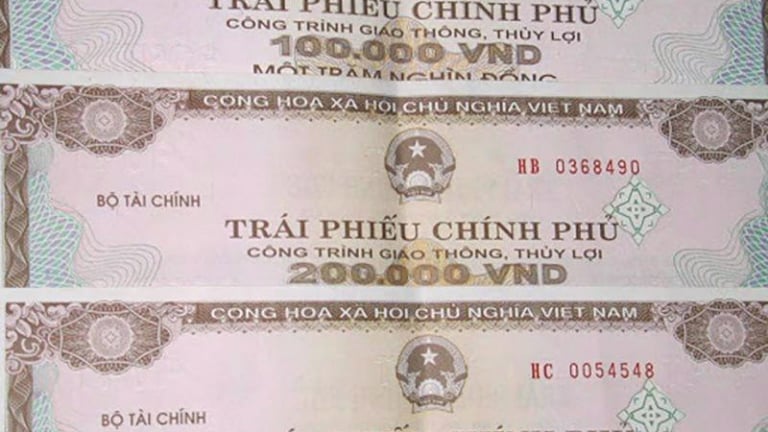 TRÁI PHIẾU CHÍNH PHỦ
CÔNG TRÌNH GIAO THÔNG, THỦY LỢI
100.000 VND
MỘT TRĂM NGHÌN ĐỒNG
CỘNG HÒA XÃ HỘI CHỦ NGHĨA VIỆT NAM
HB 0368490
BỘ TÀI CHÍNH
TRÁI PHIẾU CHÍNH PHỦ
CÔNG TRÌNH GIAO THÔNG, THỦY LỢI
200.000 VND
CỘNG HÒA XÃ HỘI CHỦ NGHĨA VIỆT NAM
HC 0054548
BỘ TÀI CHÍNH